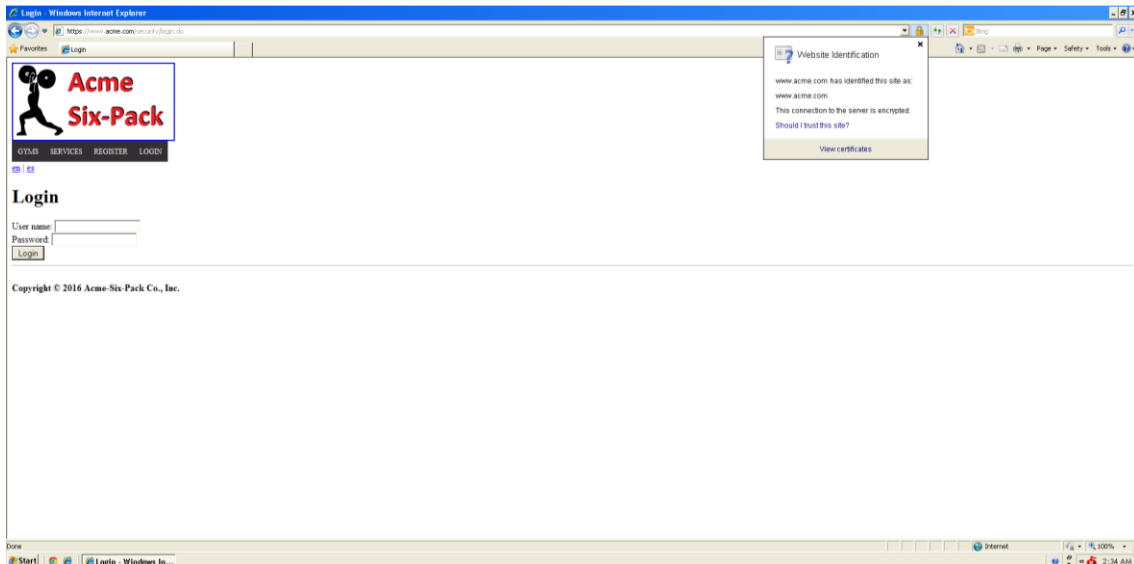 Login - Windows Internet Explorer
https://www.acme.com/security/login.do
Bing
Favorites Login
Page Safety Tools
Website Identification
www.acme.com has identified this site as:
www.acme.com
This connection to the server is encrypted.
Should I trust this site?
View certificates
Acme
Six-Pack
GYMS SERVICES REGISTER LOGIN
en | es
Login
User name:
Password:
Login
Copyright © 2016 Acme-Six-Pack Co., Inc.
Done Internet 100%
Start Login - Windows In... 2:34 AM